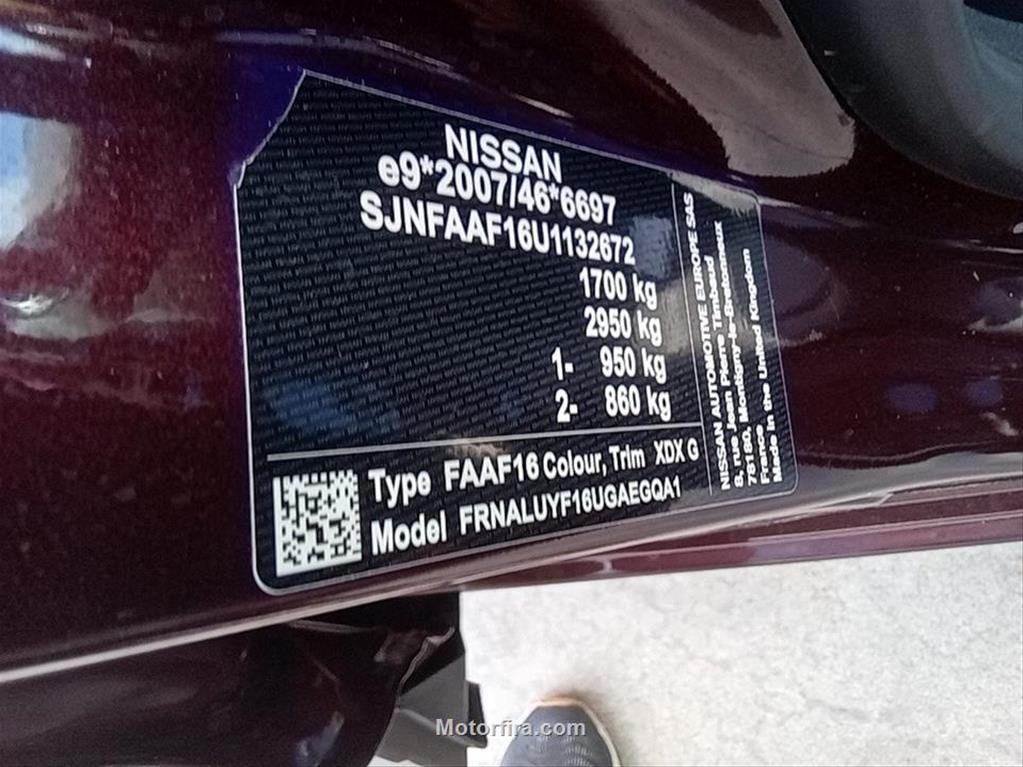 NISSAN
e9*2007/46*6697
SJNFAAF16U1132672
1700 kg
2950 kg
1- 950 kg
2- 860 kg
Type FAAF16 Colour, Trim XDX G
Model FRNALUYF16UGAEGQA1
NISSAN AUTOMOTIVE EUROPE SAS
8, rue Jean Pierre Timbaud
78180, Montigny-le-Bretonneux
France
Made in the United Kingdom
Motorfira.com